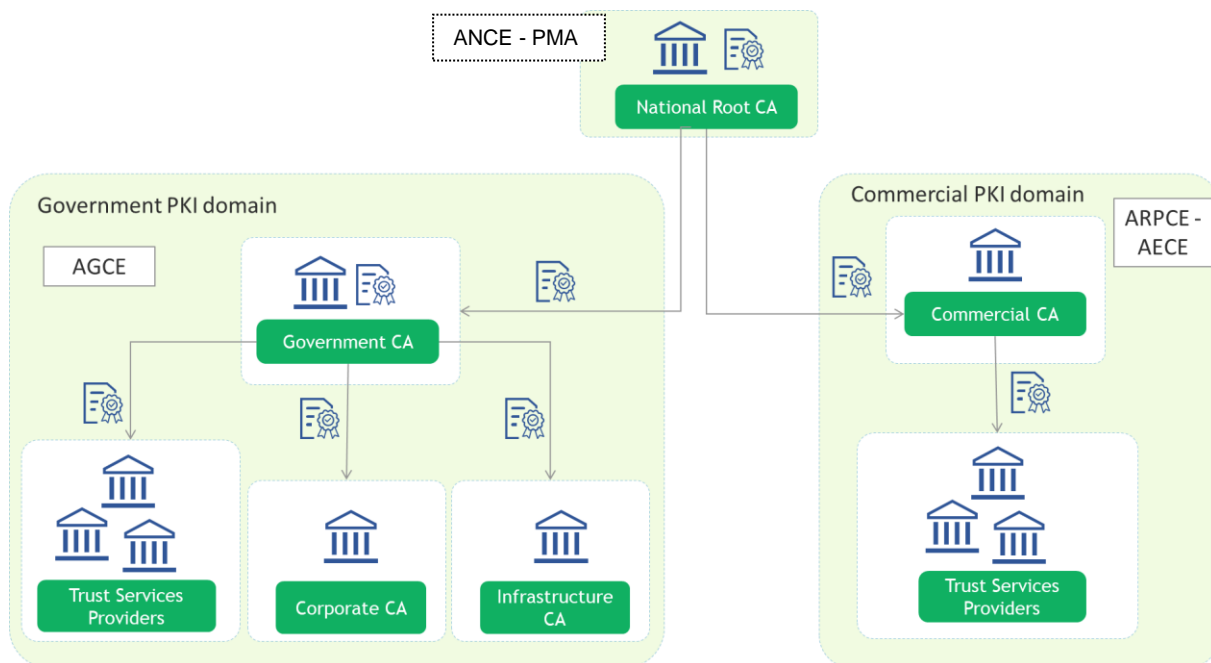 ANCE - PMA
National Root CA
Government PKI domain
AGCE
Government CA
Trust Services
Providers
Corporate CA
Infrastructure
CA
Commercial PKI domain
ARPCE -
AECE
Commercial CA
Trust Services
Providers